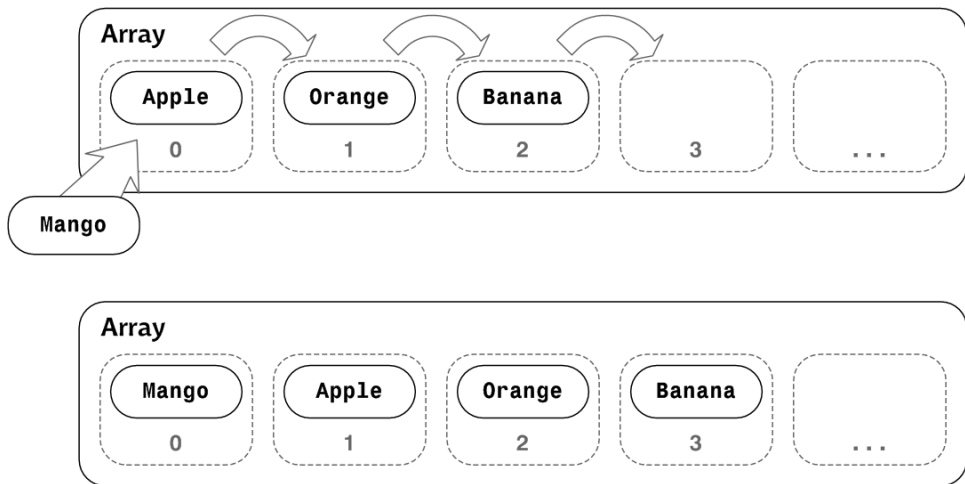 Array
Apple Orange Banana
0 1 2 3 ...
Mango
Array
Mango Apple Orange Banana
0 1 2 3 ...